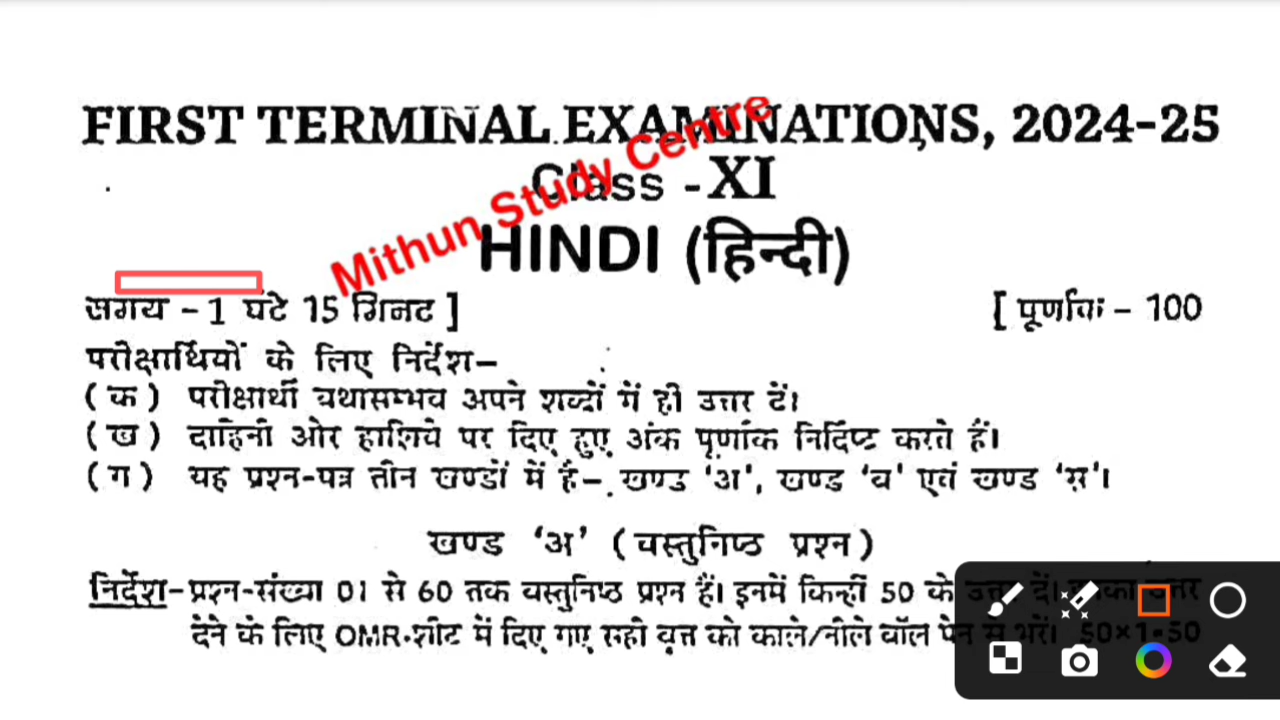 FIRST TERMINAL EXAMINATIONS, 2024-25
Class - XI
Mithun Study Centre
HINDI (हिन्दी)
समय - 1 घंटे 15 मिनट ]
[ पूर्णांक - 100
परीक्षार्थियों के लिए निर्देश–
( क ) परीक्षार्थी यथासम्भव अपने शब्दों में ही उत्तर दें।
( ख ) दाहिनी ओर हाशिये पर दिए हुए अंक पूर्णांक निर्दिष्ट करते हैं।
( ग ) यह प्रश्न-पत्र तीन खण्डों में है– खण्ड 'अ', खण्ड 'ब' एवं खण्ड 'स'।
खण्ड 'अ' ( वस्तुनिष्ठ प्रश्न )
निर्देश–प्रश्न-संख्या 01 से 60 तक वस्तुनिष्ठ प्रश्न हैं। इनमें किन्हीं 50 के उत्तर दें।
देने के लिए OMR-शीट में दिए गए सही वृत्त को काले/नीले बॉल पेन से भरें। 50×1=50